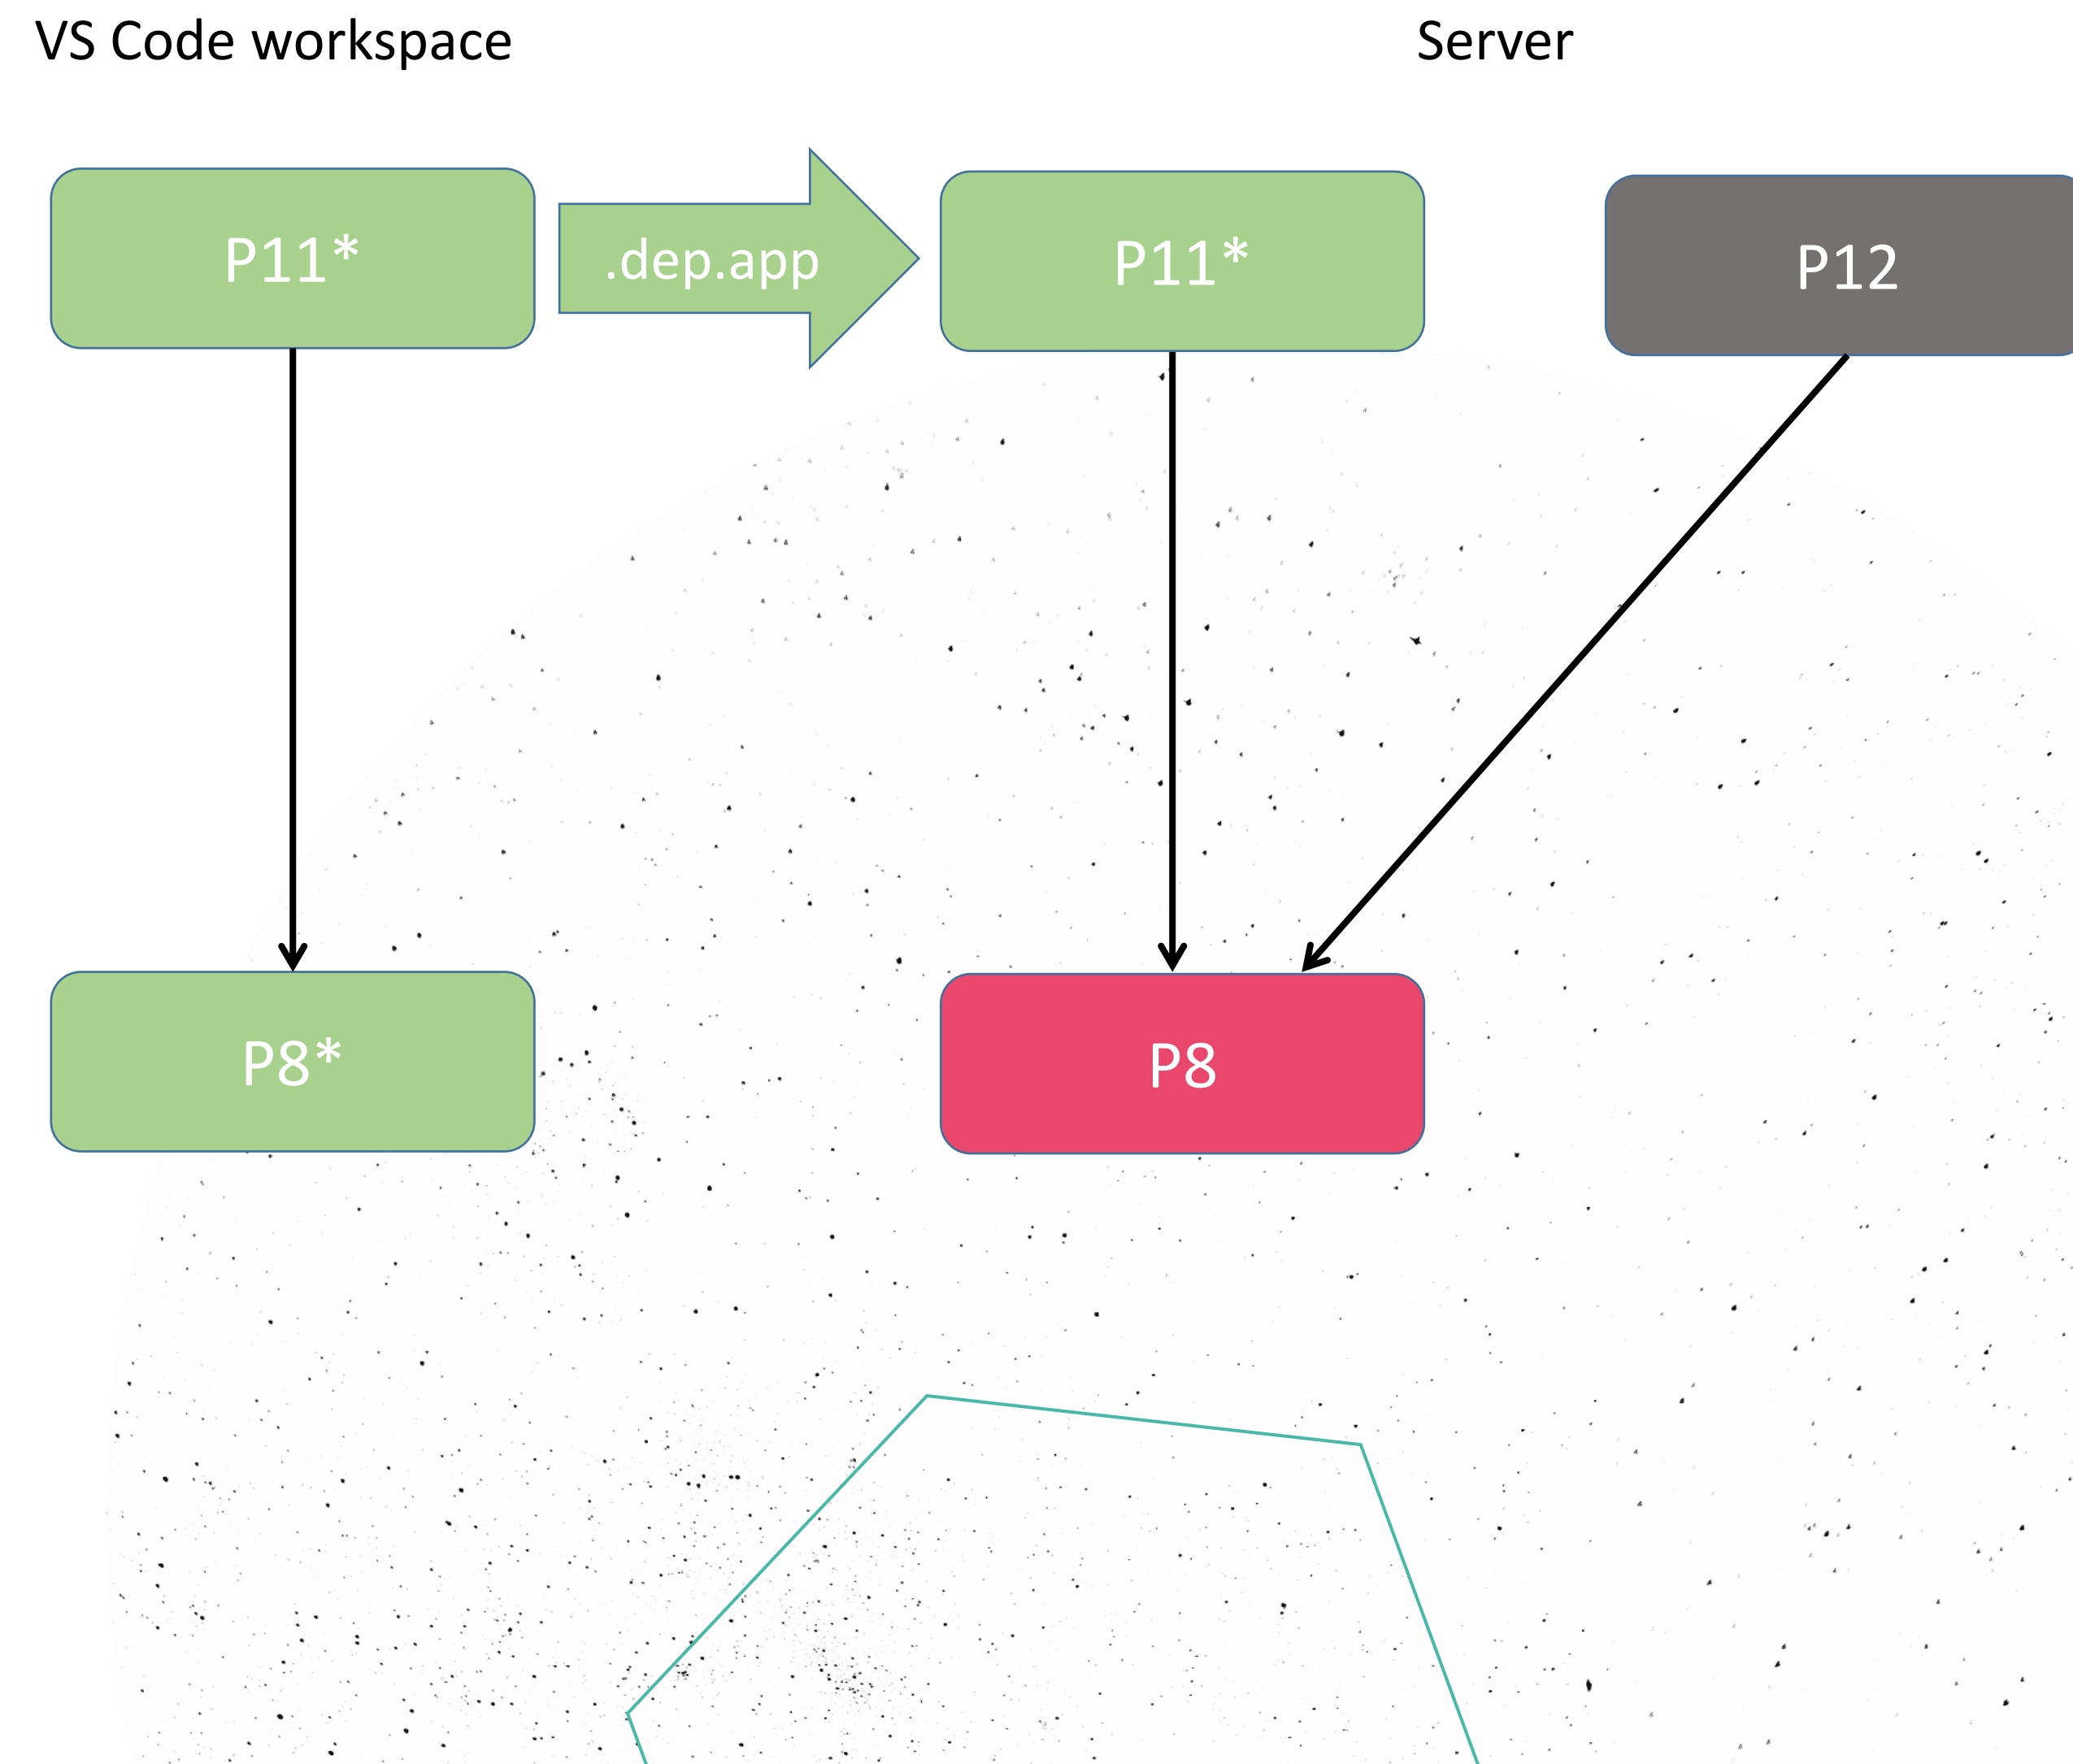 VS Code workspace
Server
P11*
.dep.app
P11*
P12
P8*
P8